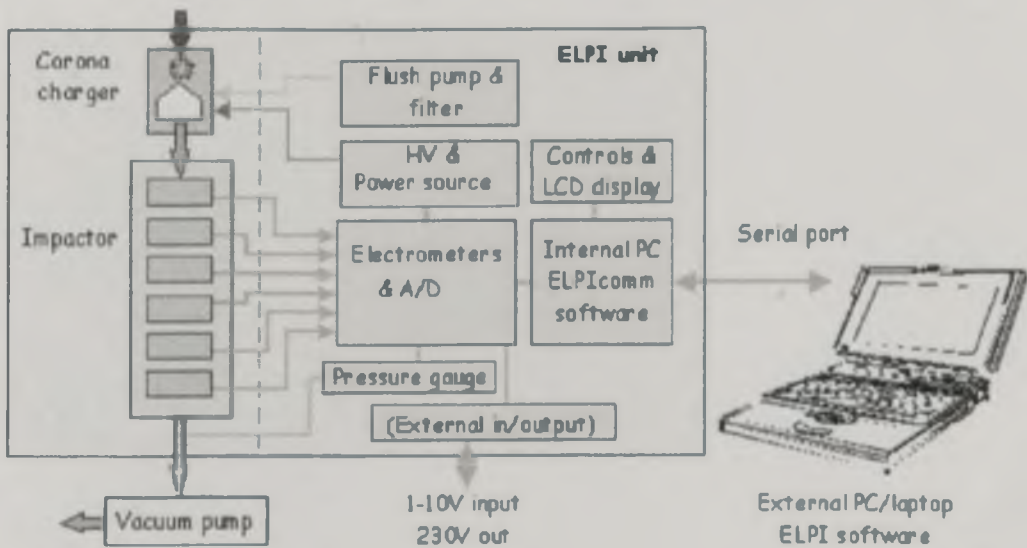 ELPI unit
Corona
charger
Flush pump &
filter
HV &
Power source
Controls &
LCD display
Impactor
Electrometers
& A/D
Internal PC
ELPIcomm
software
Serial port
Pressure gauge
(External in/output)
Vacuum pump
1-10V input
230V out
External PC/laptop
ELPI software